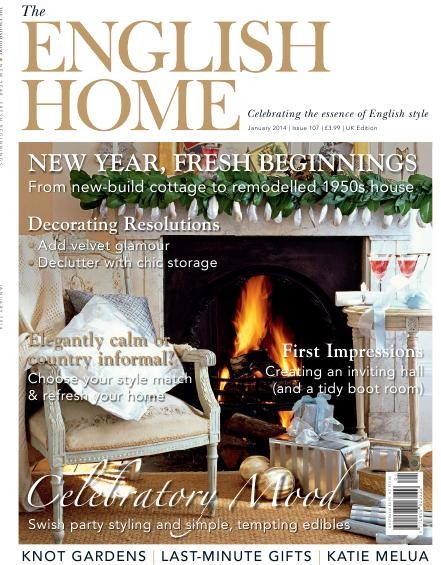 The
ENGLISH
HOME
Celebrating the essence of English style
January 2014 | Issue 107 | £3.99 | UK Edition
NEW YEAR, FRESH BEGINNINGS
From new-build cottage to remodelled 1950s house
Decorating Resolutions
• Add velvet glamour
• Declutter with chic storage
Elegantly calm or
country informal?
Choose your style match
& refresh your home
First Impressions
Creating an inviting hall
(and a tidy boot room)
Celebratory Mood
Swish party styling and simple, tempting edibles
KNOT GARDENS | LAST-MINUTE GIFTS | KATIE MELUA